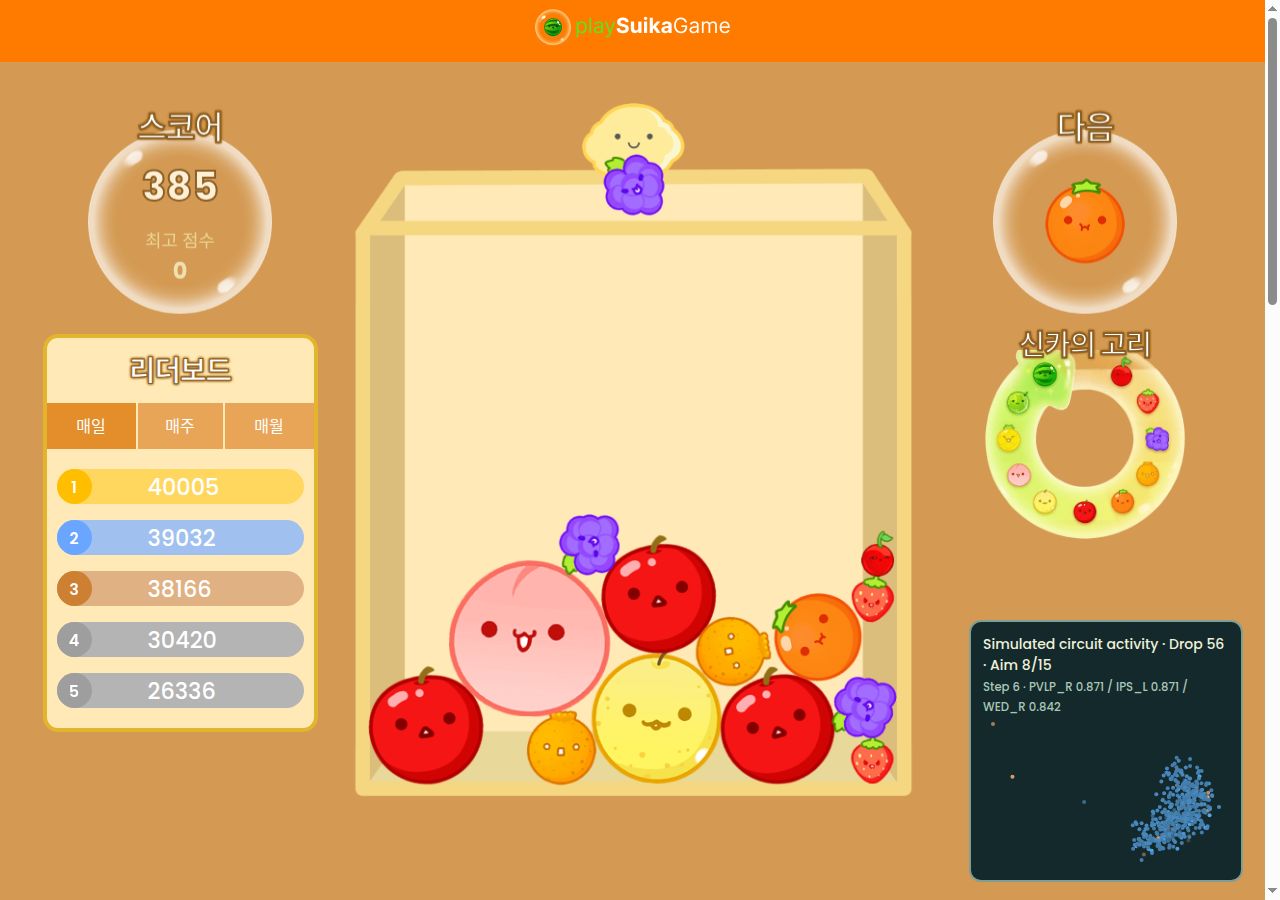 playSuikaGame
스코어
385
최고 점수
0
다음
신카의 고리
리더보드
매일 매주 매월
1 40005
2 39032
3 38166
4 30420
5 26336
Simulated circuit activity · Drop 56
· Aim 8/15
Step 6 · PVLP_R 0.871 / IPS_L 0.871 /
WED_R 0.842